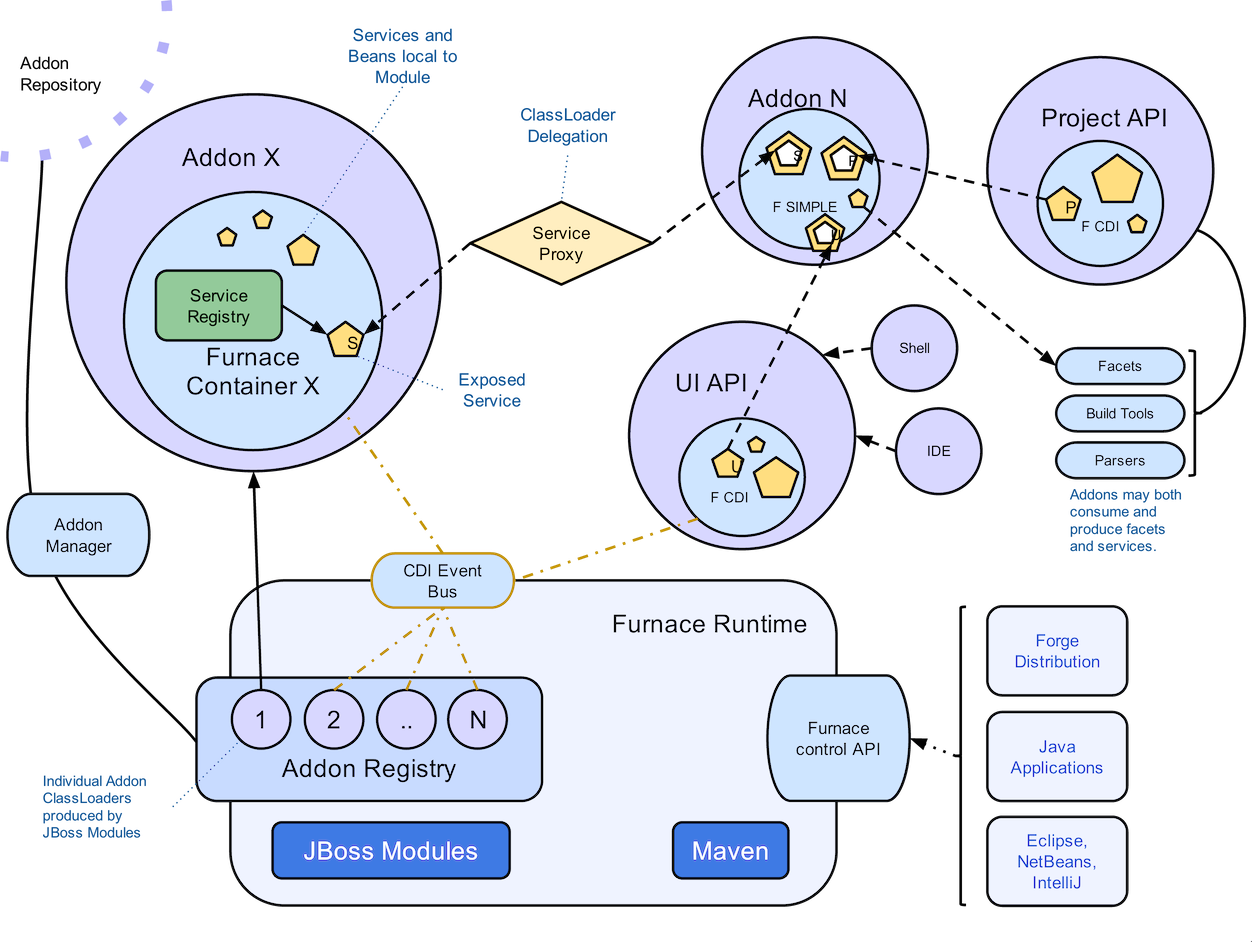 Addon
Repository
Services and
Beans local to
Module
Addon X
ClassLoader
Delegation
Service
Proxy
Service
Registry
S
Furnace
Container X
Exposed
Service
Addon N
S
P
F SIMPLE
U
Project API
P
F CDI
UI API
U
F CDI
Shell
IDE
Facets
Build Tools
Parsers
Addons may both
consume and
produce facets
and services.
Addon
Manager
CDI Event
Bus
Furnace Runtime
1
2
..
N
Addon Registry
Individual Addon
ClassLoaders
produced by
JBoss Modules
JBoss Modules
Maven
Furnace
control API
Forge
Distribution
Java
Applications
Eclipse,
NetBeans,
IntelliJ